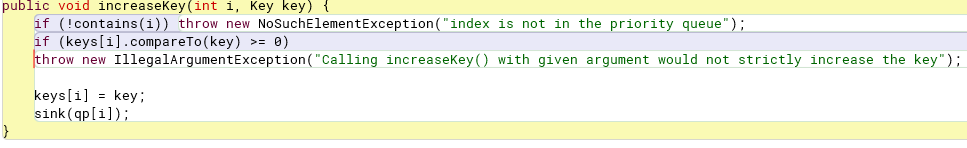 public void increaseKey(int i, Key key) {
if (!contains(i)) throw new NoSuchElementException("index is not in the priority queue");
if (keys[i].compareTo(key) >= 0)
throw new IllegalArgumentException("Calling increaseKey() with given argument would not strictly increase the key");
keys[i] = key;
sink(qp[i]);
}